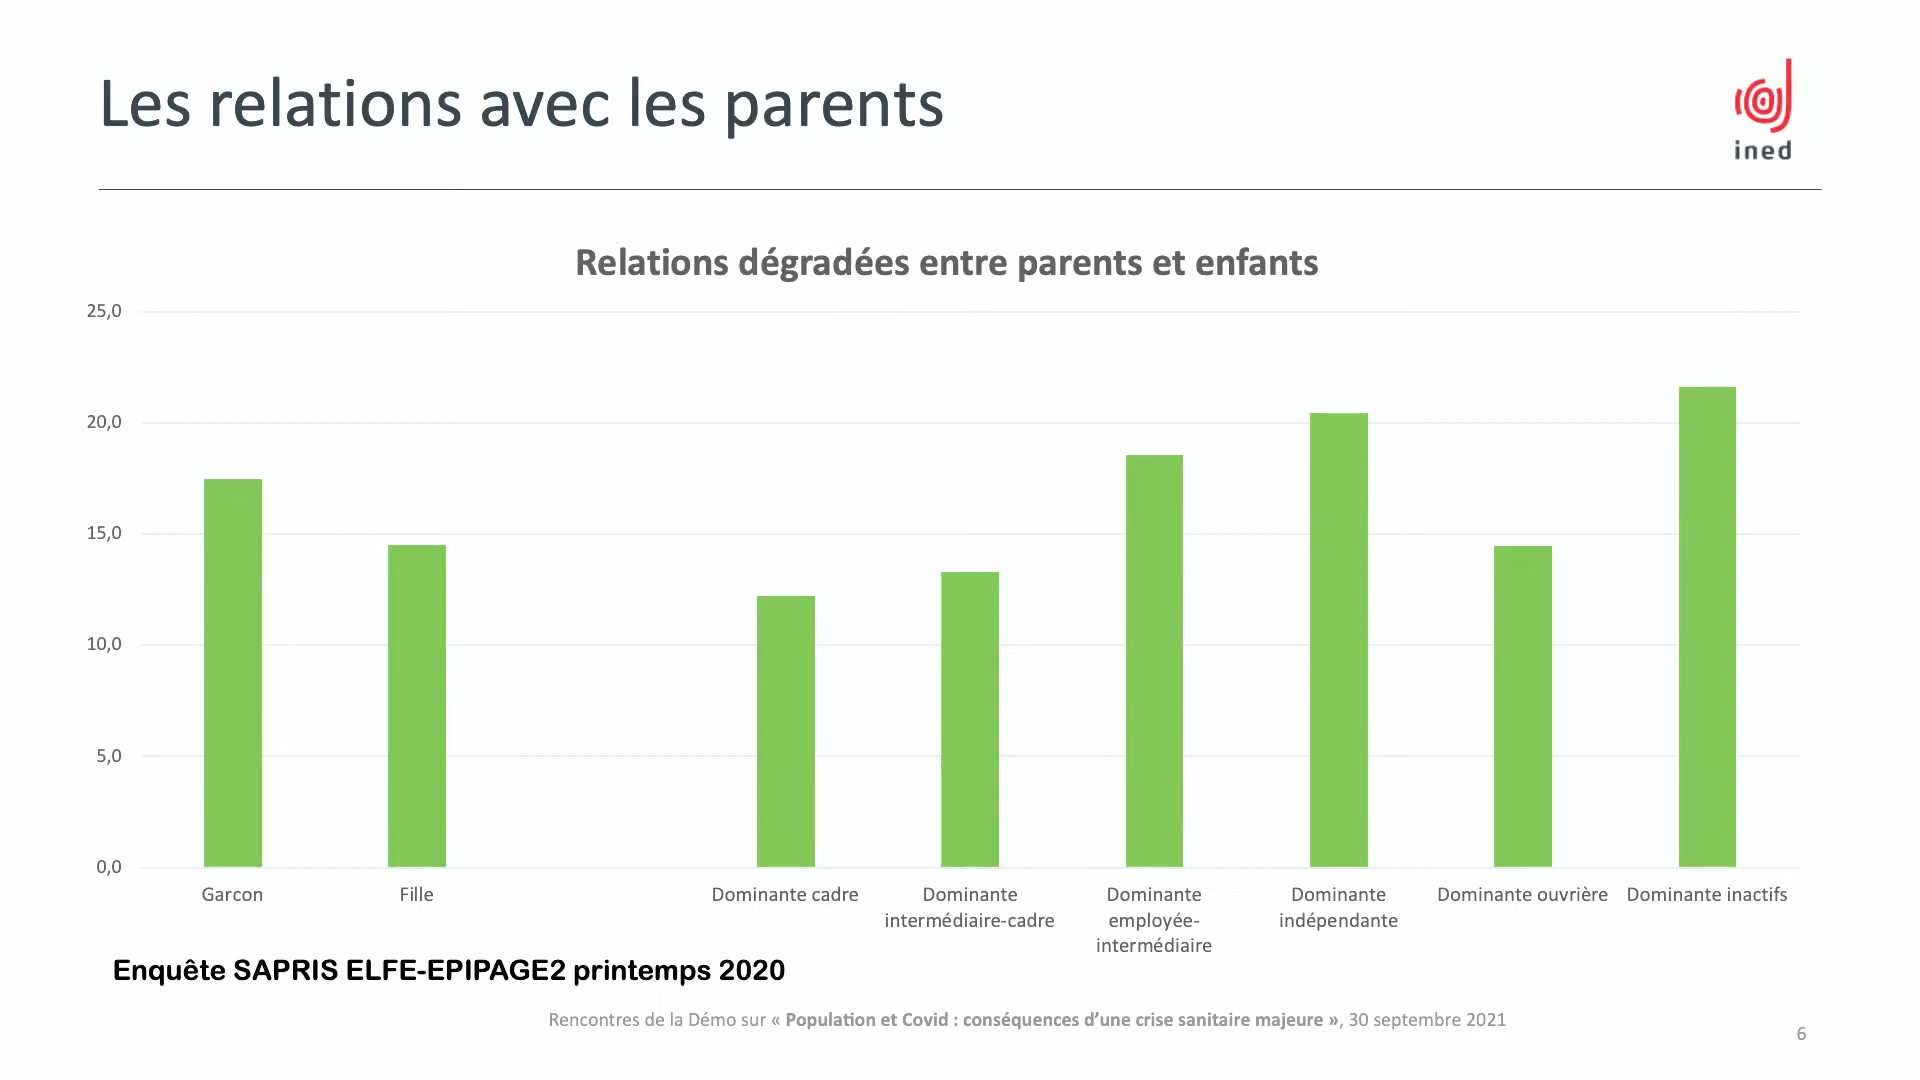 Les relations avec les parents
ined
Relations dégradées entre parents et enfants
25,0
20,0
15,0
10,0
5,0
0,0
Garcon
Fille
Dominante cadre
Dominante
intermédiaire-cadre
Dominante
employée-
intermédiaire
Dominante
indépendante
Dominante ouvrière
Dominante inactifs
Enquête SAPRIS ELFE-EPIPAGE2 printemps 2020
Rencontres de la Démo sur « Population et Covid : conséquences d’une crise sanitaire majeure », 30 septembre 2021
6